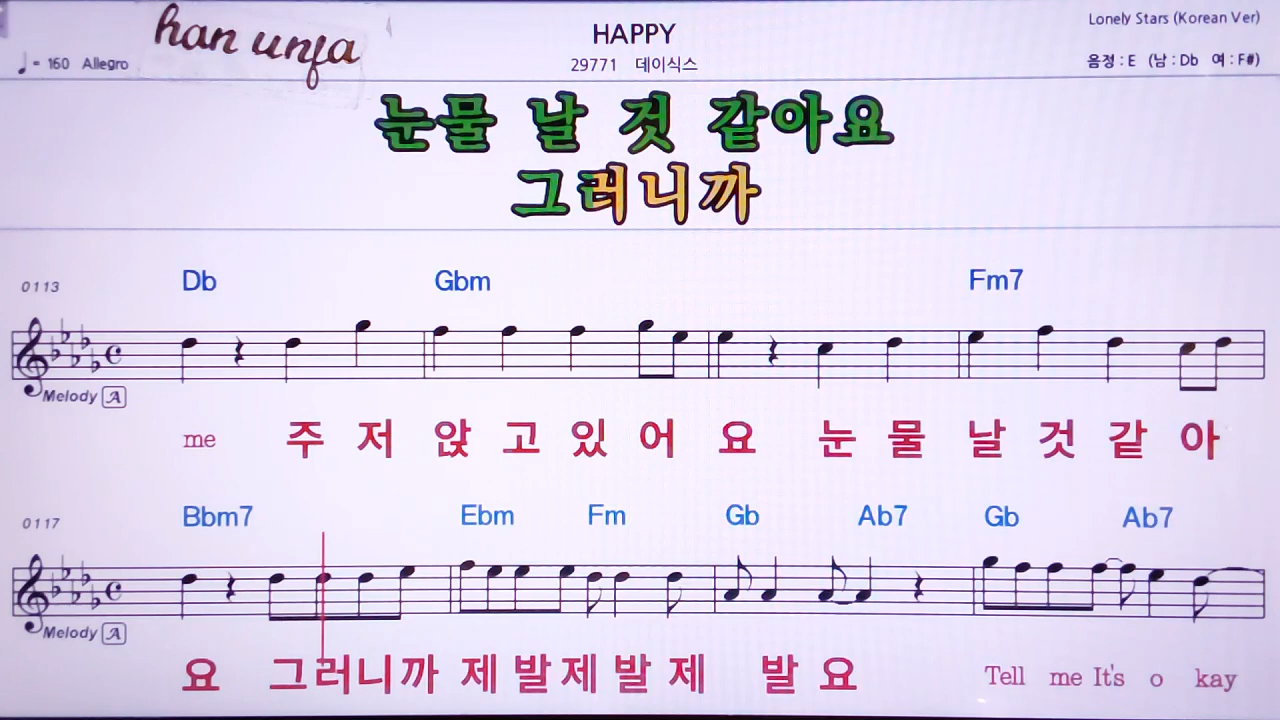 han unfa
HAPPY
Lonely Stars (Korean Ver)
♩= 160 Allegro
29771 데이식스
음정 : E (남 : Db 여 : F#)
눈물 날 것 같아요
그러니까
0113 Db Gbm Fm7
Melody A
me 주 저 앉 고 있 어 요 눈 물 날 것 같 아
0117 Bbm7 Ebm Fm Gb Ab7 Gb Ab7
Melody A
요 그러니까 제 발 제 발 제 발 요 Tell me It's o kay